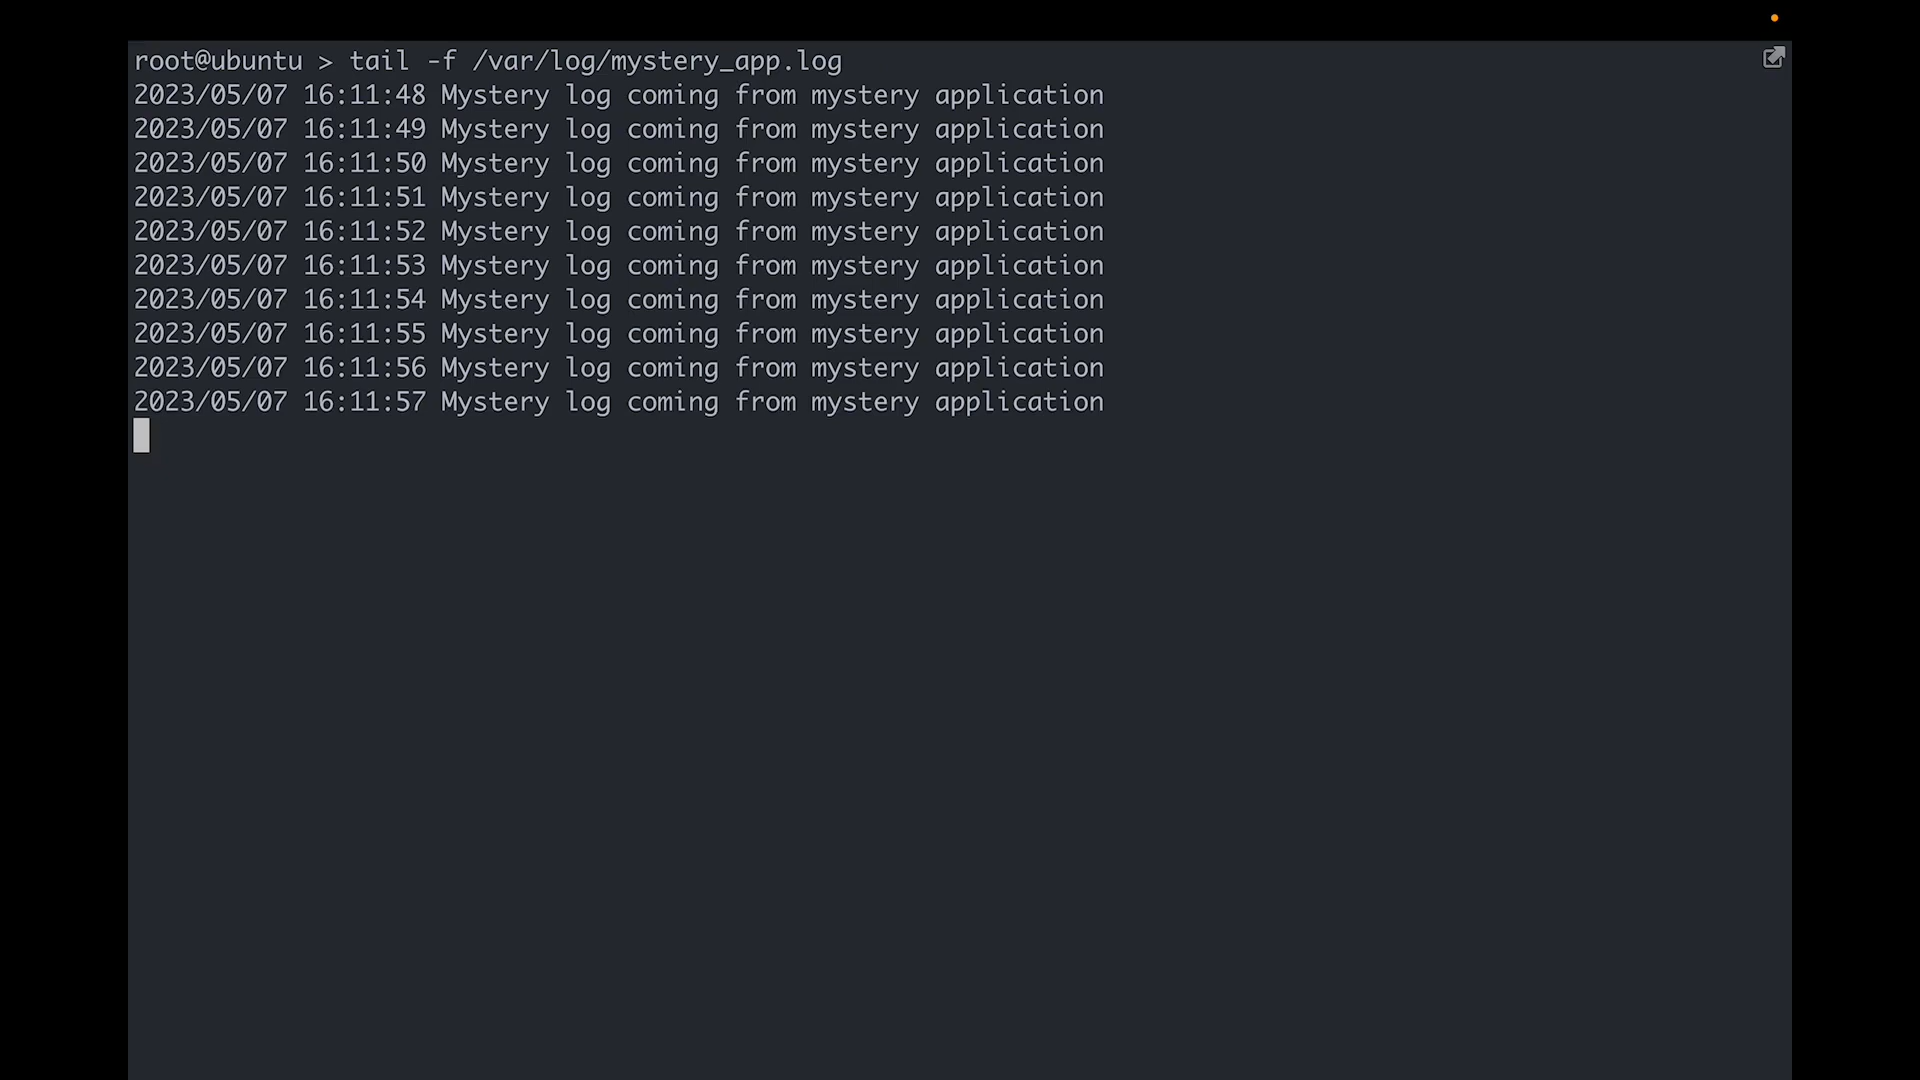 root@ubuntu > tail -f /var/log/mystery_app.log
2023/05/07 16:11:48 Mystery log coming from mystery application
2023/05/07 16:11:49 Mystery log coming from mystery application
2023/05/07 16:11:50 Mystery log coming from mystery application
2023/05/07 16:11:51 Mystery log coming from mystery application
2023/05/07 16:11:52 Mystery log coming from mystery application
2023/05/07 16:11:53 Mystery log coming from mystery application
2023/05/07 16:11:54 Mystery log coming from mystery application
2023/05/07 16:11:55 Mystery log coming from mystery application
2023/05/07 16:11:56 Mystery log coming from mystery application
2023/05/07 16:11:57 Mystery log coming from mystery application